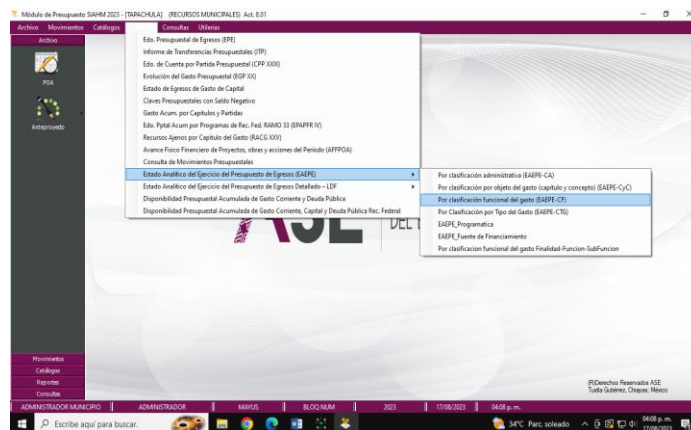 Módulo de Presupuesto SIAHM 2023 - [TAPACHULA] (RECURSOS MUNICIPALES) Act. 8.01
Archivo Movimientos Catálogos Consultas Utilerias
Archivo
PDA
Anteproyecto
Edo. Presupuestal de Egresos (EPE)
Informe de Transferencias Presupuestales (ITP)
Edo. de Cuenta por Partida Presupuestal (CPP XXIII)
Evolución del Gasto Presupuestal (EGP XX)
Estado de Egresos de Gasto de Capital
Claves Presupuestales con Saldo Negativo
Gasto Acum. por Capitulos y Partidas
Edo. Pptal Acum por Programas de Rec. Fed. RAMO 33 (EPAPFR IV)
Recursos Ajenos por Capitulo del Gasto (RACG XXV)
Avance Fisico Financiero de Proyectos, obras y acciones del Periodo (AFFPOA)
Consulta de Movimientos Presupuestales
Estado Analitico del Ejercicio del Presupuesto de Egresos (EAEPE)
Estado Analitico del Ejercicio del Presupuesto de Egresos Detallado – LDF
Disponibilidad Presupuestal Acumulada de Gasto Corriente y Deuda Pública
Disponibilidad Presupuestal Acumulada de Gasto Corriente, Capital y Deuda Pública Rec. Federal
Por clasificación administrativa (EAEPE-CA)
Por clasificación por objeto del gasto (capítulo y concepto) (EAEPE-CyC)
Por clasificación funcional del gasto (EAEPE-CF)
Por Clasificación por Tipo del Gasto (EAEPE-CTG)
EAEPE_Programatica
EAEPE_Fuente de Financiamiento
Por clasificacion funcional del gasto Finalidad-Funcion-SubFuncion
ASE
Movimientos
Catálogos
Reportes
Consultas
(R)Derechos Reservados ASE
Tuxtla Gutiérrez, Chiapas; México
ADMINISTRADOR MUNICIPIO ADMINISTRADOR MAYUS BLOQ NUM 2023 17/08/2023 04:08 p. m.
Escribe aquí para buscar.
34°C Parc. soleado
04:08 p. m.
17/08/2023